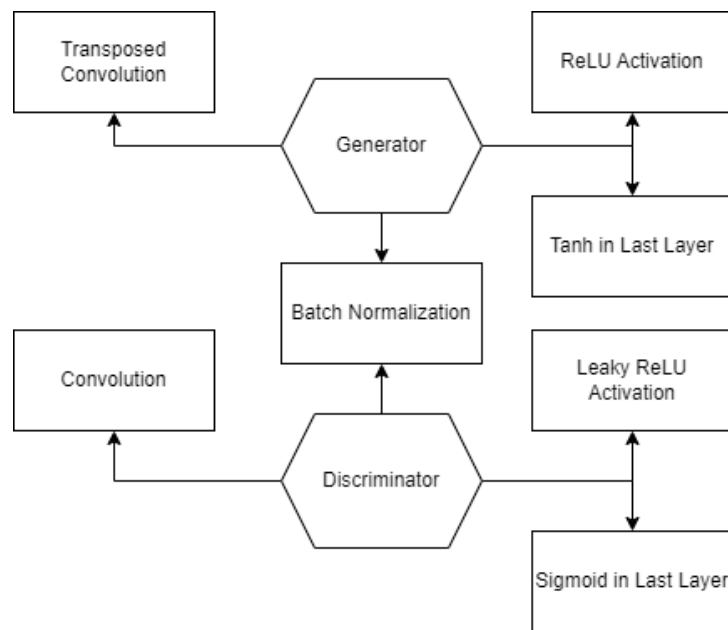 Transposed
Convolution
Generator
ReLU Activation
Tanh in Last Layer
Batch Normalization
Convolution
Discriminator
Leaky ReLU
Activation
Sigmoid in Last Layer